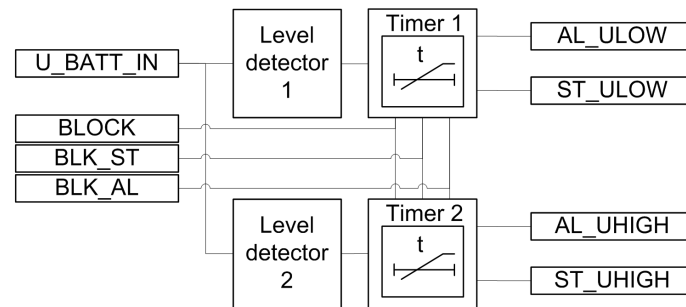 U_BATT_IN
BLOCK
BLK_ST
BLK_AL
Level
detector
1
Timer 1
t
AL_ULOW
ST_ULOW
Level
detector
2
Timer 2
t
AL_UHIGH
ST_UHIGH